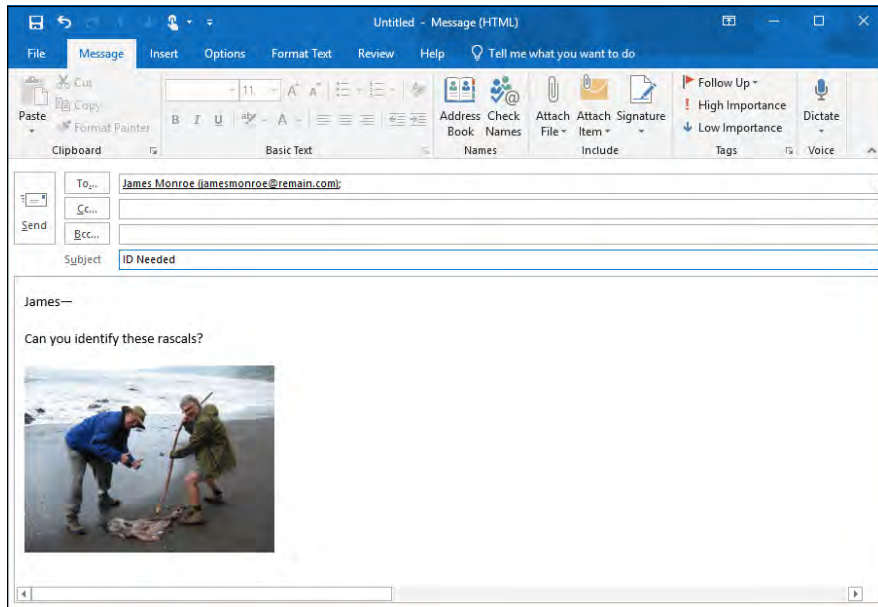 Untitled - Message (HTML)
File Message Insert Options Format Text Review Help Tell me what you want to do
Paste
Cut
Copy
Format Painter
Clipboard
11
A A
B I U A
Basic Text
Address Book
Check Names
Names
Attach File
Attach Item
Signature
Include
Follow Up
High Importance
Low Importance
Tags
Dictate
Voice
Send
To...
James Monroe (jamesmonroe@remain.com);
Cc...
Bcc...
Subject
ID Needed
James—
Can you identify these rascals?